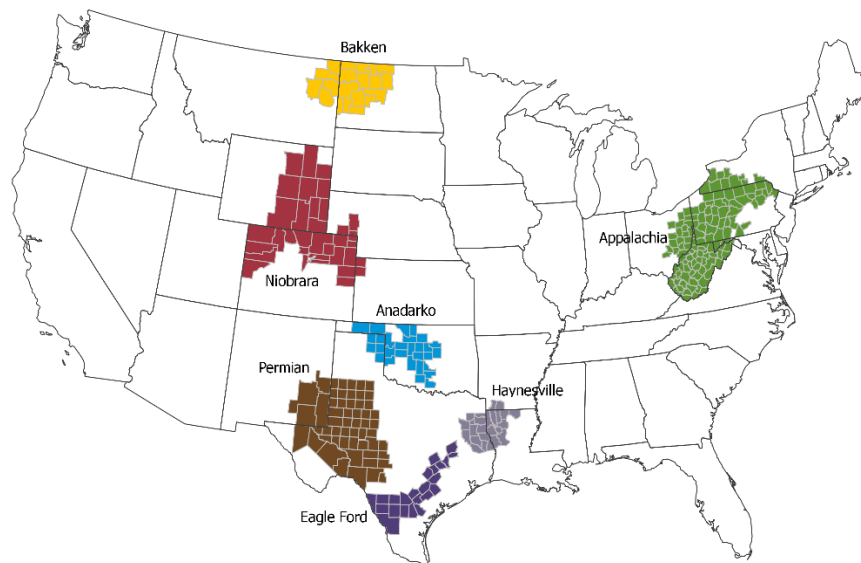 Bakken
Appalachia
Niobrara
Anadarko
Permian
Haynesville
Eagle Ford